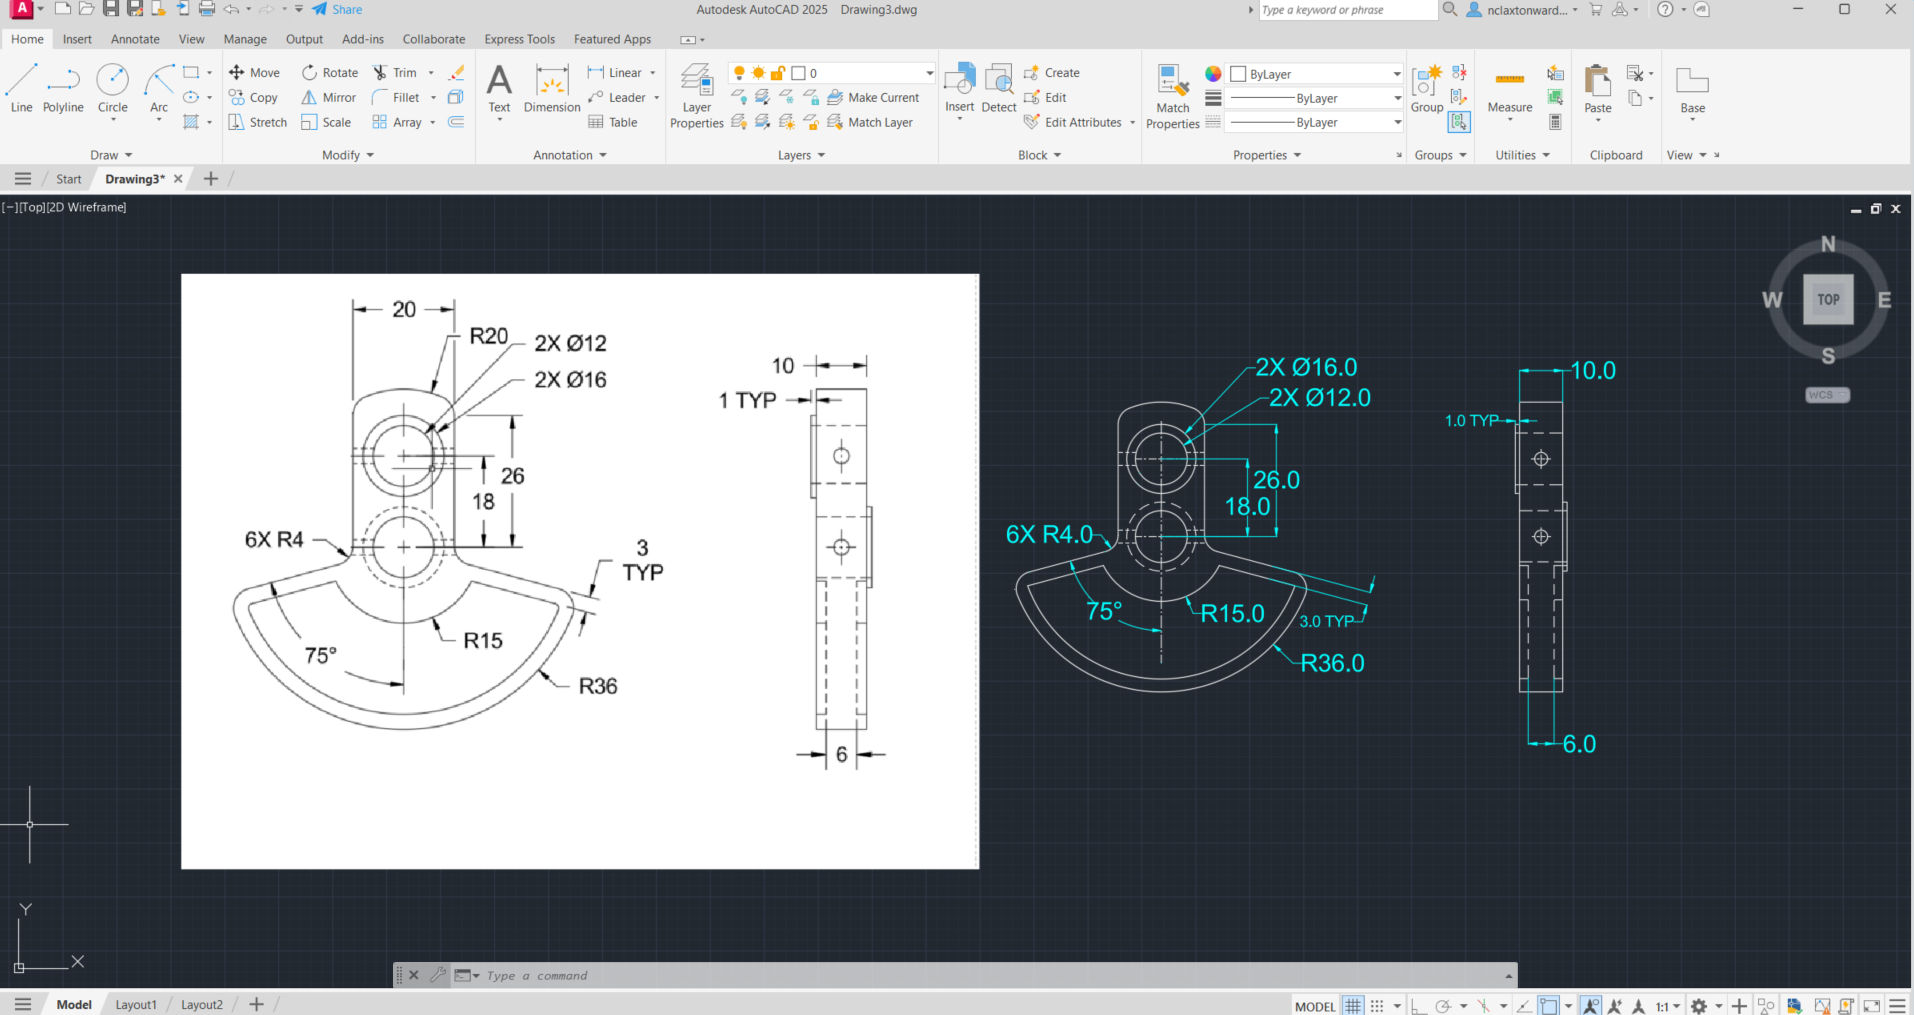 A Share Autodesk AutoCAD 2025 Drawing3.dwg Type a keyword or phrase nclaxtonward...
Home Insert Annotate View Manage Output Add-ins Collaborate Express Tools Featured Apps
Move Rotate Trim Linear 0 Create ByLayer
Copy Mirror Fillet Leader Make Current Edit ByLayer
Line Polyline Circle Arc Text Dimension Layer Properties Insert Detect Match Properties Group Measure Paste Base
Stretch Scale Array Table Match Layer Edit Attributes ByLayer
Draw Modify Annotation Layers Block Properties Groups Utilities Clipboard View
Start Drawing3*
[−][Top][2D Wireframe]
N
W TOP E
S
WCS
20
R20
2X Ø12
2X Ø16
26
18
6X R4
3
TYP
75°
R15
R36
10
1 TYP
6
2X Ø16.0
2X Ø12.0
26.0
18.0
6X R4.0
75°
R15.0
3.0 TYP
R36.0
10.0
1.0 TYP
6.0
Y
X
Type a command
Model Layout1 Layout2 MODEL 1:1